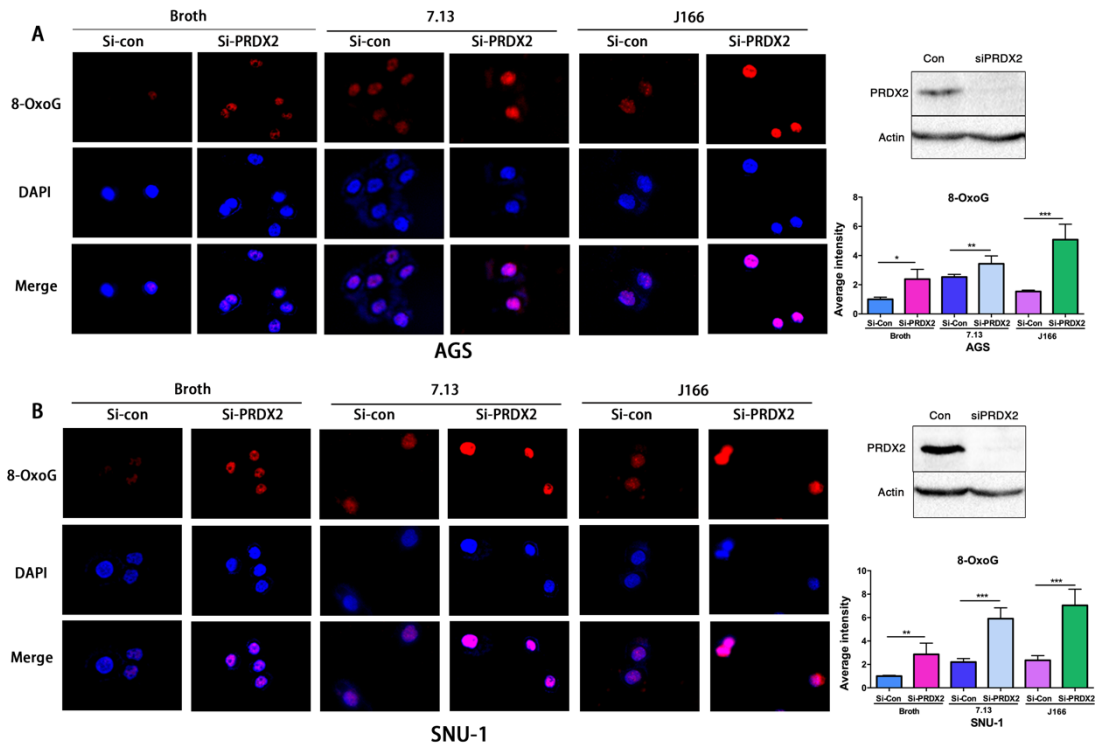 A
Broth 7.13 J166
Si-con Si-PRDX2 Si-con Si-PRDX2 Si-con Si-PRDX2
8-OxoG
DAPI
Merge
AGS
Con siPRDX2
PRDX2
Actin
8-OxoG
Average intensity
8
6
4
2
0
* ** ***
Si-Con Si-PRDX2 Si-Con Si-PRDX2 Si-Con Si-PRDX2
Broth 7.13 J166
AGS
B
Broth 7.13 J166
Si-con Si-PRDX2 Si-con Si-PRDX2 Si-con Si-PRDX2
8-OxoG
DAPI
Merge
SNU-1
Con siPRDX2
PRDX2
Actin
8-OxoG
Average intensity
10
8
6
4
2
0
** *** ***
Si-Con Si-PRDX2 Si-Con Si-PRDX2 Si-Con Si-PRDX2
Broth 7.13 J166
SNU-1